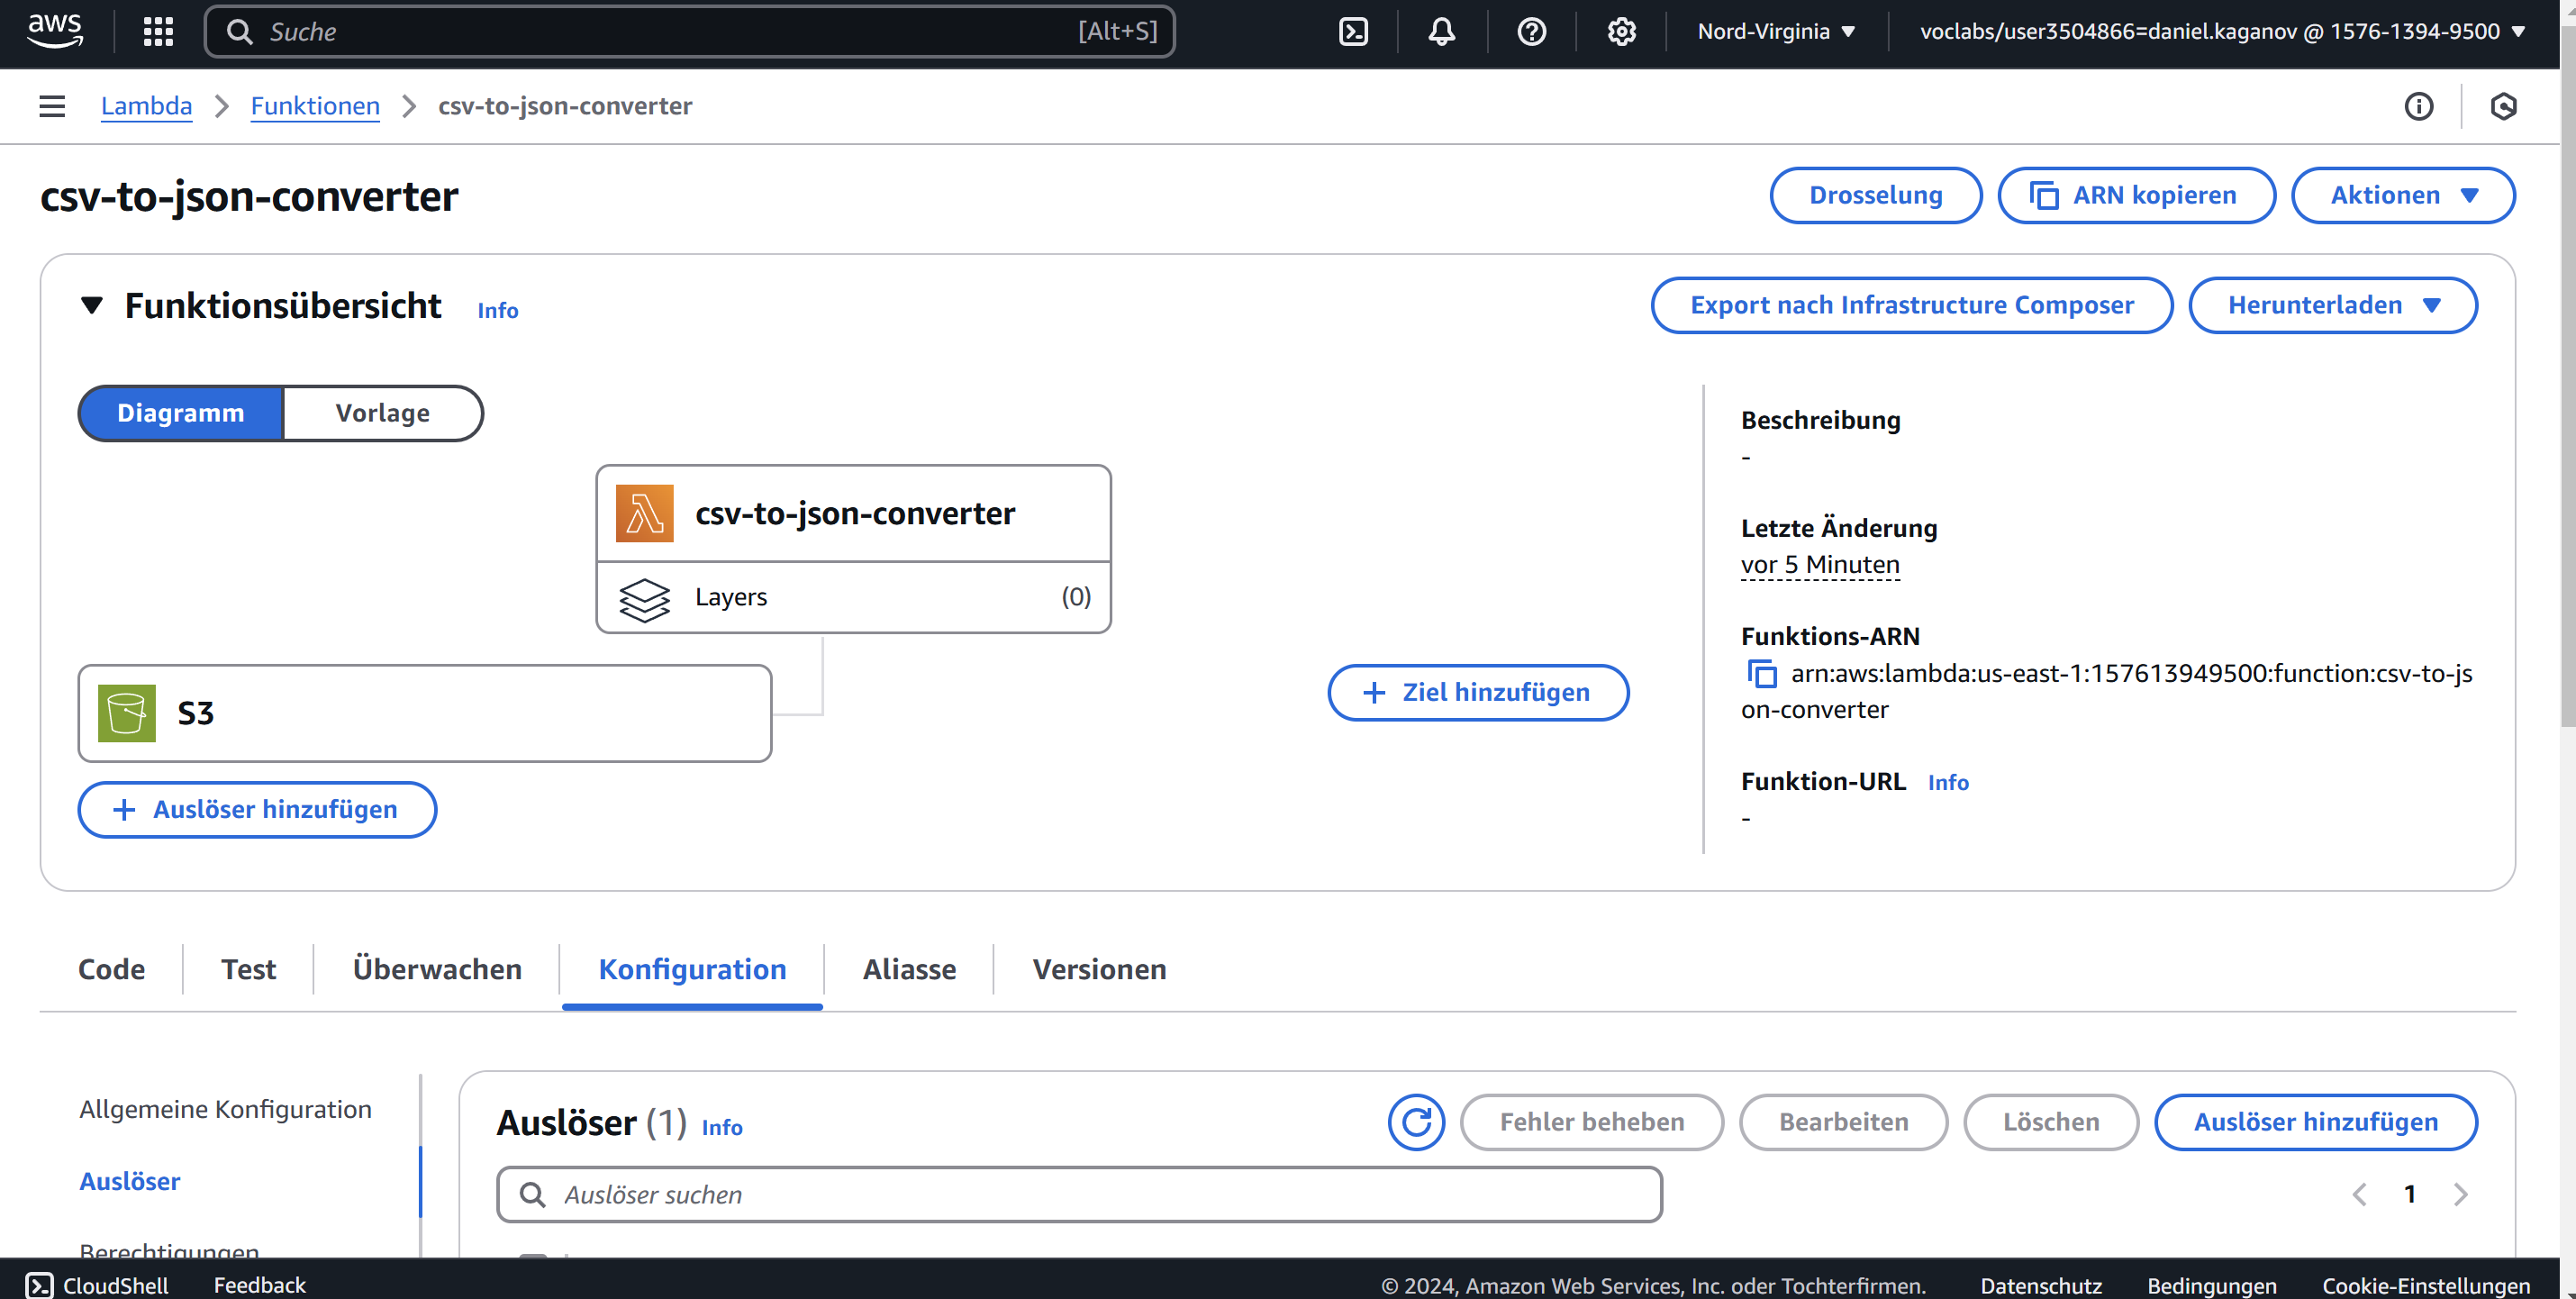 aws
Suche [Alt+S]
Nord-Virginia
voclabs/user3504866=daniel.kaganov @ 1576-1394-9500
Lambda Funktionen csv-to-json-converter
csv-to-json-converter
Drosselung
ARN kopieren
Aktionen
Funktionsübersicht Info
Export nach Infrastructure Composer
Herunterladen
Diagramm Vorlage
csv-to-json-converter
Layers (0)
S3
Auslöser hinzufügen
Ziel hinzufügen
Beschreibung
-
Letzte Änderung
vor 5 Minuten
Funktions-ARN
arn:aws:lambda:us-east-1:157613949500:function:csv-to-js
on-converter
Funktion-URL Info
-
Code Test Überwachen Konfiguration Aliasse Versionen
Allgemeine Konfiguration
Auslöser
Berechtigungen
Auslöser (1) Info
Fehler beheben
Bearbeiten
Löschen
Auslöser hinzufügen
Auslöser suchen
1
CloudShell Feedback
© 2024, Amazon Web Services, Inc. oder Tochterfirmen. Datenschutz Bedingungen Cookie-Einstellungen